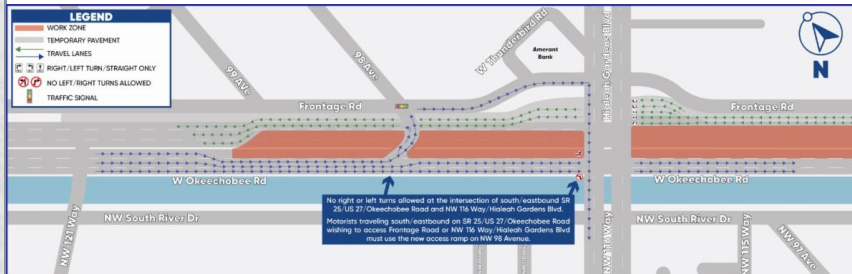 LEGEND
WORK ZONE
TEMPORARY PAVEMENT
TRAVEL LANES
RIGHT/LEFT TURN/STRAIGHT ONLY
NO LEFT/RIGHT TURNS ALLOWED
TRAFFIC SIGNAL
99 Ave
98 Ave
W Thunderbird Rd
Amerant
Bank
Hialeah Gardens Blvd
N
Frontage Rd
Frontage Rd
W Okeechobee Rd
W Okeechobee Rd
No right or left turns allowed at the intersection of south/eastbound SR
25/US 27/Okeechobee Road and NW 116 Way/Hialeah Gardens Blvd.
Motorists traveling south/eastbound on SR 25/US 27/Okeechobee Road
wishing to access Frontage Road or NW 116 Way/Hialeah Gardens Blvd
must use the new access ramp on NW 98 Avenue.
NW South River Dr
NW South River Dr
NW 121 Way
NW 116 Way
NW 115 Way
NW 97 Ave